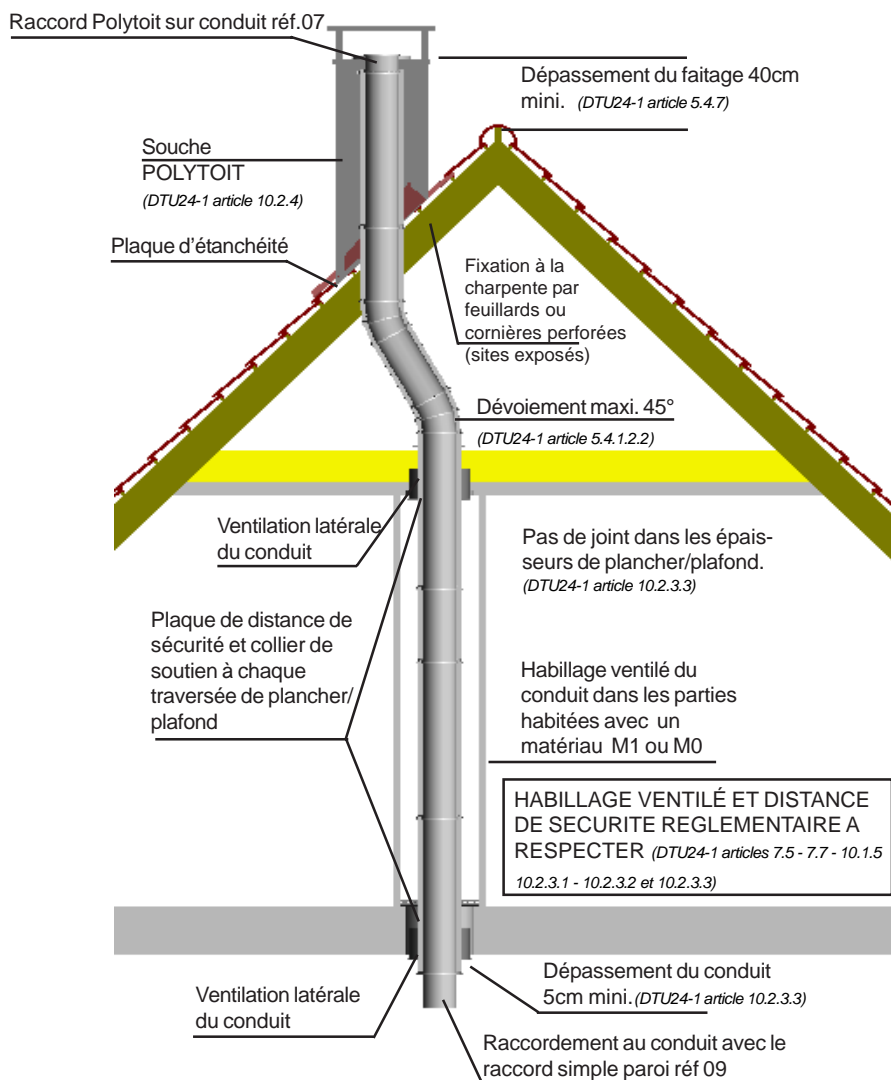 Raccord Polytoit sur conduit réf.07
Dépassement du faitage 40cm
mini. (DTU24-1 article 5.4.7)
Souche
POLYTOIT
(DTU24-1 article 10.2.4)
Plaque d'étanchéité
Fixation à la
charpente par
feuillards ou
cornières perforées
(sites exposés)
Dévoiement maxi. 45°
(DTU24-1 article 5.4.1.2.2)
Ventilation latérale
du conduit
Pas de joint dans les épais-
seurs de plancher/plafond.
(DTU24-1 article 10.2.3.3)
Plaque de distance de
sécurité et collier de
soutien à chaque
traversée de plancher/
plafond
Habillage ventilé du
conduit dans les parties
habitées avec un
matériau M1 ou M0
HABILLAGE VENTILÉ ET DISTANCE
DE SECURITE REGLEMENTAIRE A
RESPECTER (DTU24-1 articles 7.5 - 7.7 - 10.1.5
10.2.3.1 - 10.2.3.2 et 10.2.3.3)
Dépassement du conduit
5cm mini.(DTU24-1 article 10.2.3.3)
Ventilation latérale
du conduit
Raccordement au conduit avec le
raccord simple paroi réf 09